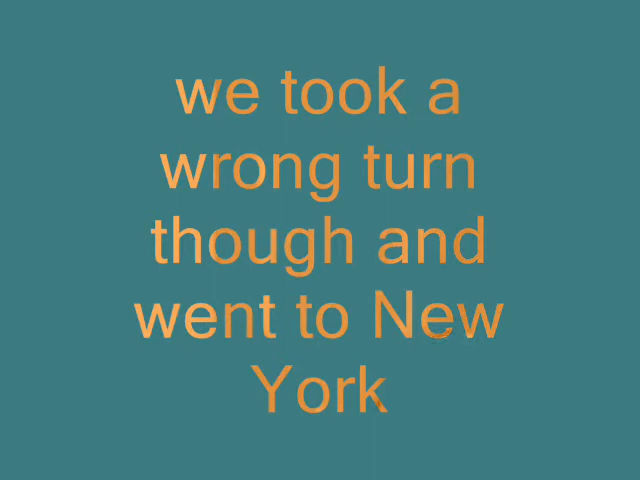 we took a
wrong turn
though and
went to New
York